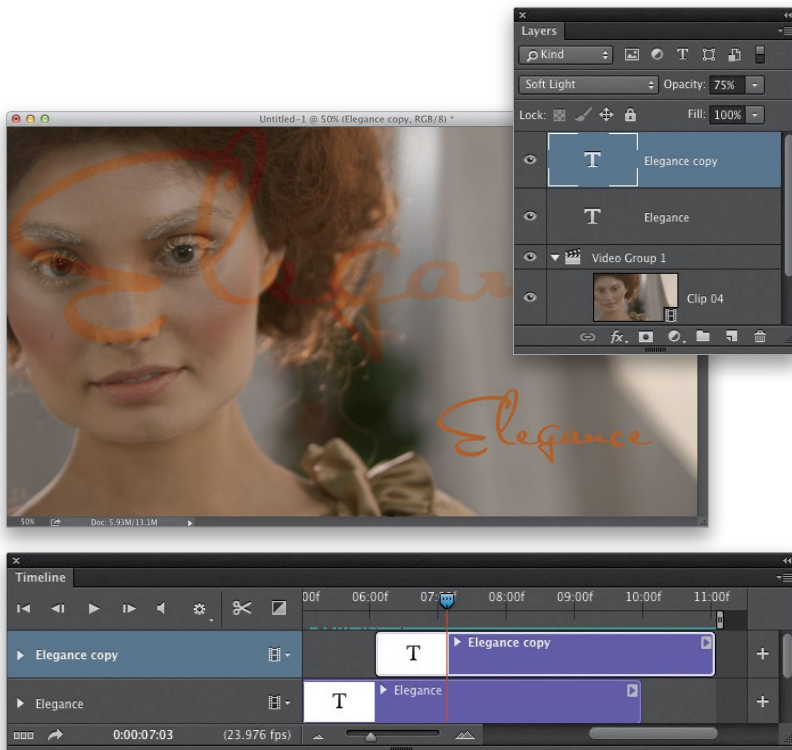 Layers
Kind
T
Soft Light
Opacity: 75%
Lock:
Fill: 100%
T Elegance copy
T Elegance
Video Group 1
Clip 04
Untitled-1 @ 50% (Elegance copy, RGB/8) *
Elegance
Elegance
50%
Doc: 5.93M/13.1M
Timeline
00f 06:00f 07:00f 08:00f 09:00f 10:00f 11:00f
Elegance copy
T Elegance copy
Elegance
T Elegance
0:00:07:03
(23.976 fps)